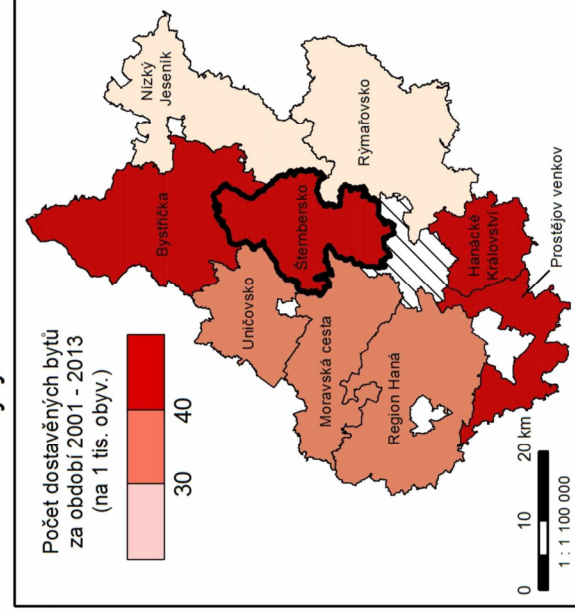 Počet dostavěných bytů
za období 2001 - 2013
(na 1 tis. obyv.)
30
40
Nízký
Jeseník
Bystřička
Šternbersko
Rýmařovsko
Uničovsko
Moravská cesta
Region Haná
Hanácké
Království
Prostějov venkov
0
10
20 km
1 : 1 100 000